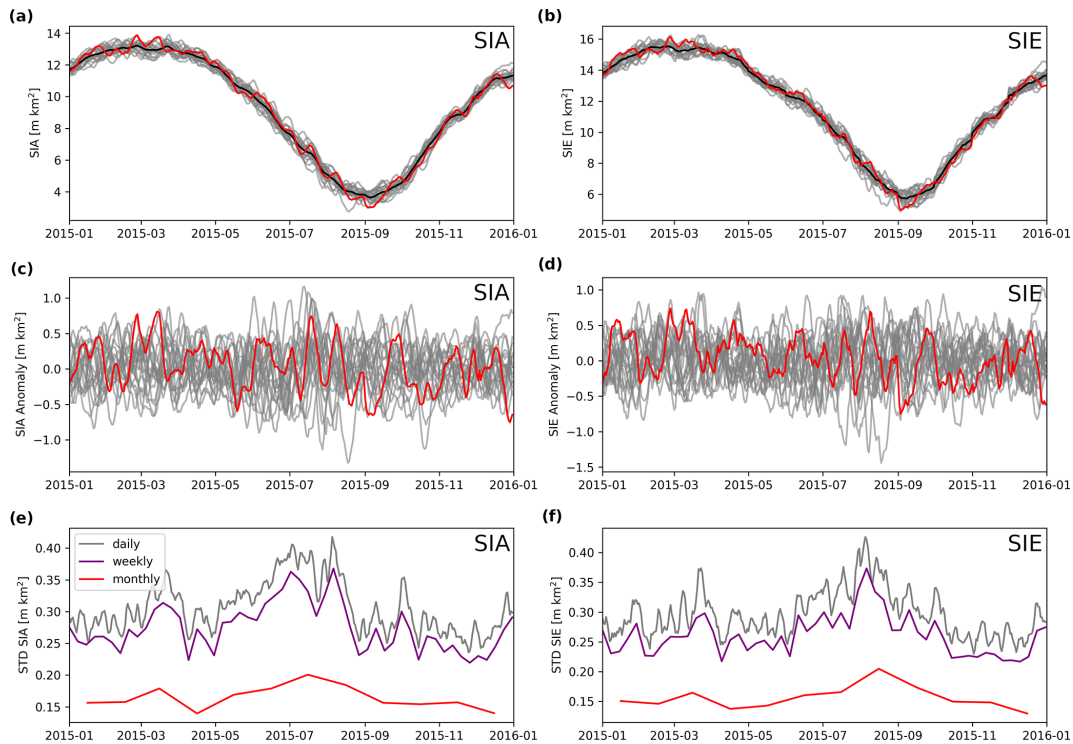 (a)
SIA
SIA [m km²]
14
12
10
8
6
4
2015-01 2015-03 2015-05 2015-07 2015-09 2015-11 2016-01
(b)
SIE
SIE [m km²]
16
14
12
10
8
6
2015-01 2015-03 2015-05 2015-07 2015-09 2015-11 2016-01
(c)
SIA
SIA Anomaly [m km²]
1.0
0.5
0.0
−0.5
−1.0
2015-01 2015-03 2015-05 2015-07 2015-09 2015-11 2016-01
(d)
SIE
SIE Anomaly [m km²]
1.0
0.5
0.0
−0.5
−1.0
−1.5
2015-01 2015-03 2015-05 2015-07 2015-09 2015-11 2016-01
(e)
SIA
daily
weekly
monthly
STD SIA [m km²]
0.40
0.35
0.30
0.25
0.20
0.15
2015-01 2015-03 2015-05 2015-07 2015-09 2015-11 2016-01
(f)
SIE
STD SIE [m km²]
0.40
0.35
0.30
0.25
0.20
0.15
2015-01 2015-03 2015-05 2015-07 2015-09 2015-11 2016-01